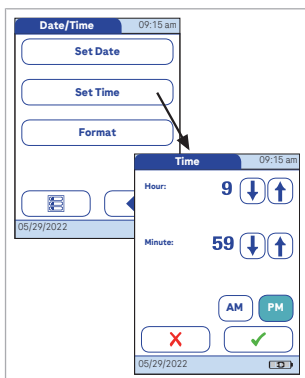 Date/Time 09:15 am
Set Date
Set Time
Format
05/29/2022
Time 09:15 am
Hour: 9
Minute: 59
AM PM
05/29/2022